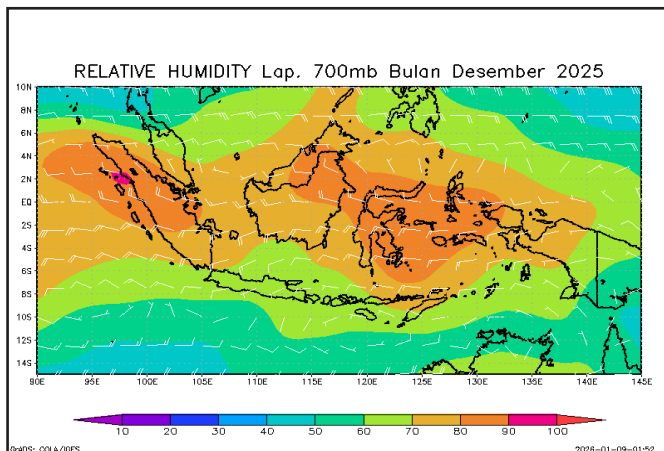 RELATIVE HUMIDITY Lap. 700mb Bulan Desember 2025
10N
8N
6N
4N
2N
EQ
2S
4S
6S
8S
10S
12S
14S
90E 95E 100E 105E 110E 115E 120E 125E 130E 135E 140E 145E
10 20 30 40 50 60 70 80 90 100
GrADS: COLA/IGES 2026-01-09-01:52